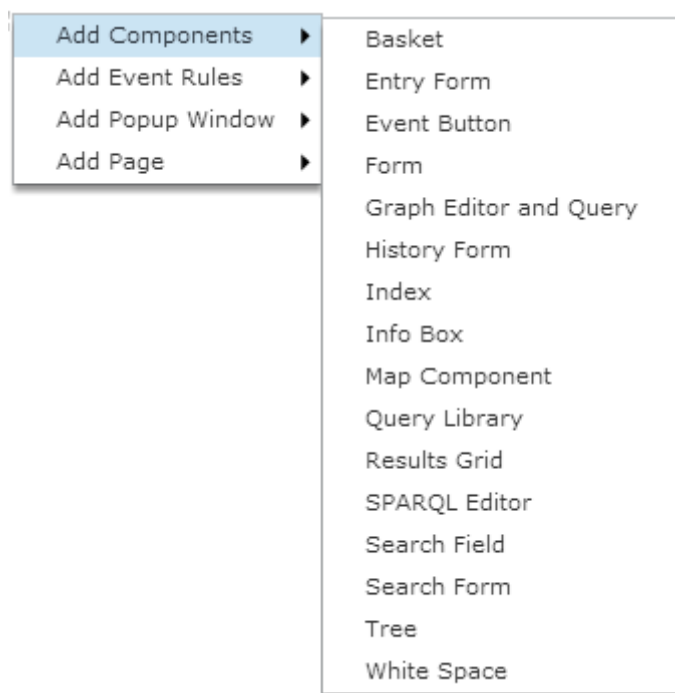 Add Components
Add Event Rules
Add Popup Window
Add Page
Basket
Entry Form
Event Button
Form
Graph Editor and Query
History Form
Index
Info Box
Map Component
Query Library
Results Grid
SPARQL Editor
Search Field
Search Form
Tree
White Space